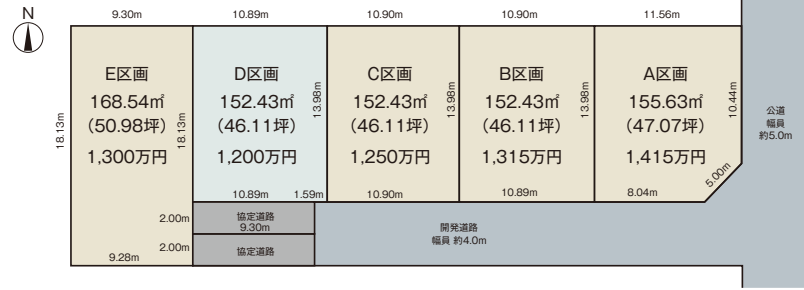 9.30m 10.89m 10.90m 10.90m 11.56m
E区画
168.54㎡
(50.98坪)
1,300万円
18.13m
18.13m
9.28m
D区画
152.43㎡
(46.11坪)
1,200万円
13.98m
10.89m 1.59m
C区画
152.43㎡
(46.11坪)
1,250万円
13.98m
10.90m
B区画
152.43㎡
(46.11坪)
1,315万円
13.98m
10.89m
A区画
155.63㎡
(47.07坪)
1,415万円
10.44m
5.00m
8.04m
公道
幅員
約5.0m
2.00m
協定道路
9.30m
2.00m
協定道路
開発道路
幅員 約4.0m